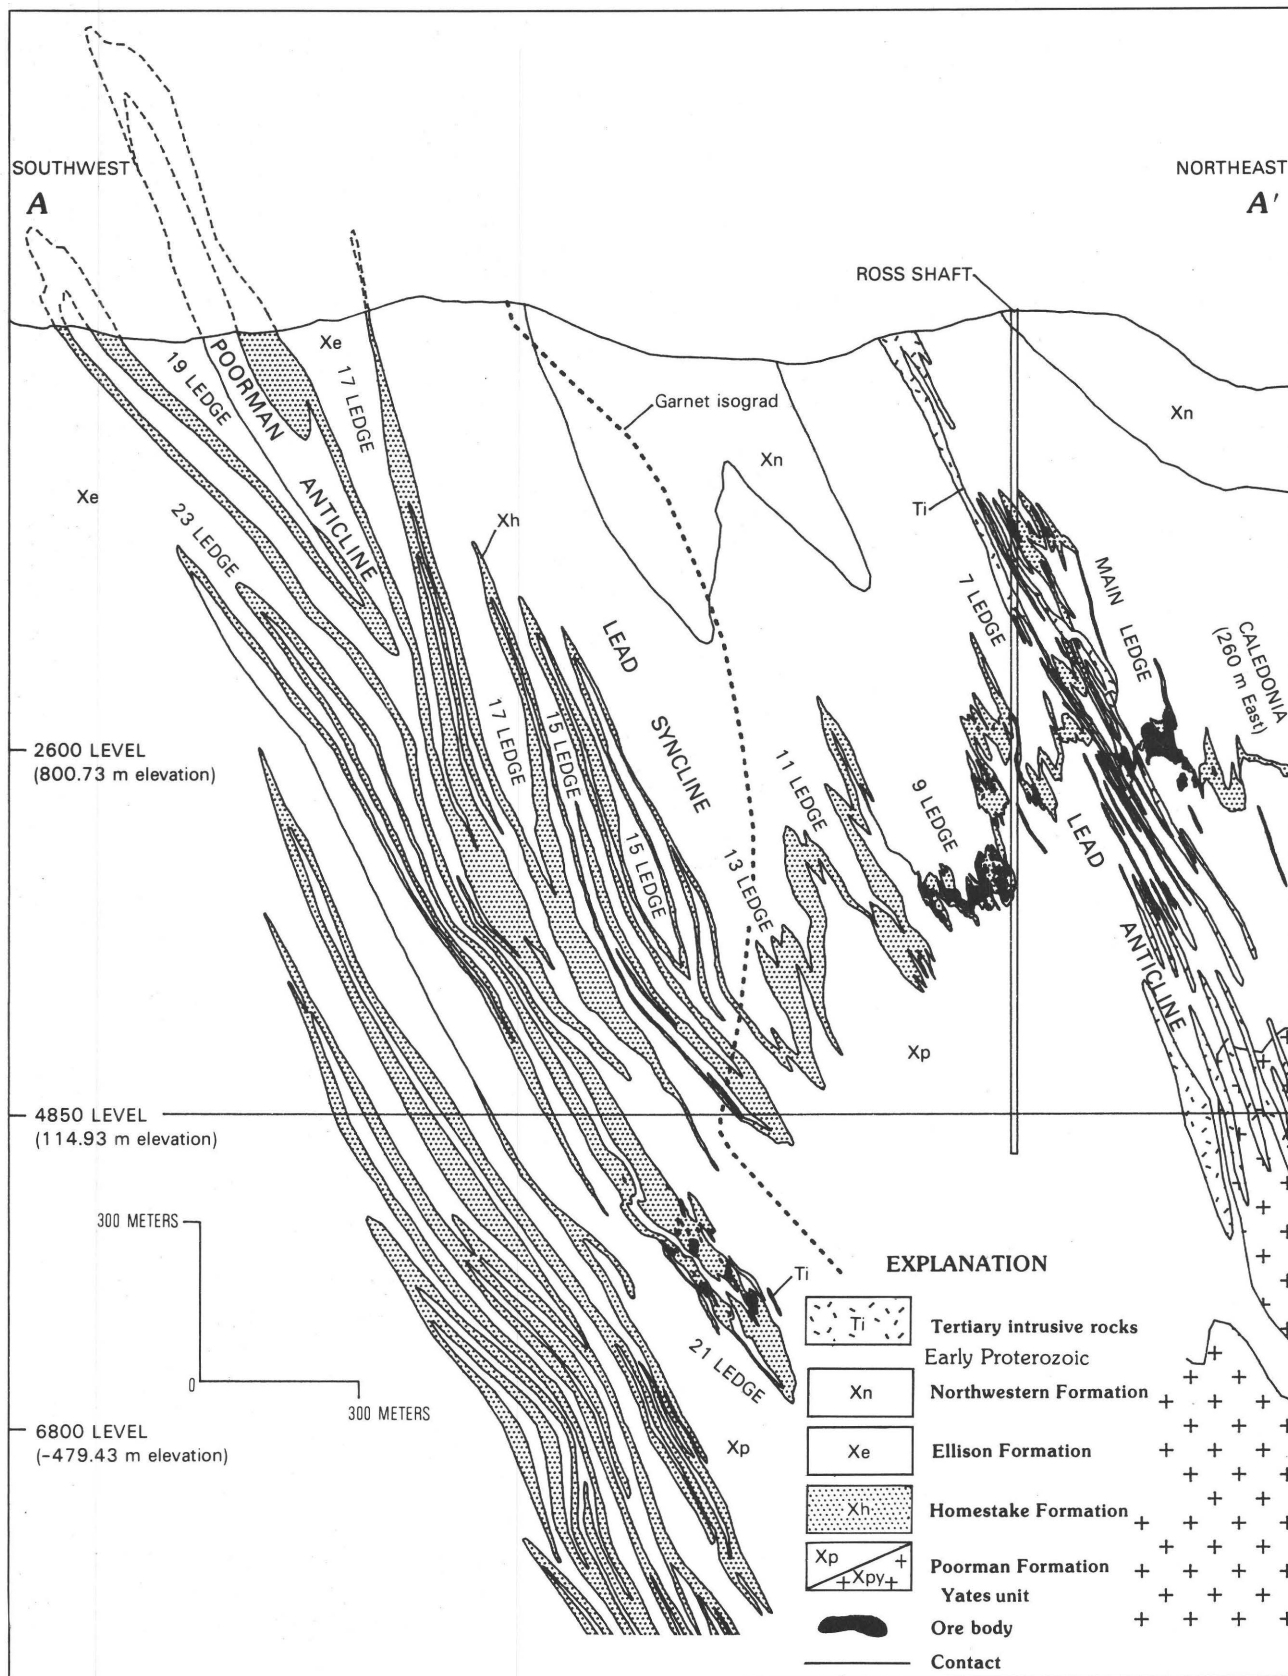 SOUTHWEST
A
NORTHEAST
A'
ROSS SHAFT
Xe
17 LEDGE
19 LEDGE
POORMAN
ANTICLINE
Garnet isograd
Xn
Xn
Xe
23 LEDGE
Xh
Ti
7 LEDGE
MAIN
LEDGE
CALEDONIA
(260 m East)
LEAD
SYNCLINE
17 LEDGE
15 LEDGE
15 LEDGE
13 LEDGE
11 LEDGE
9 LEDGE
LEAD
ANTICLINE
2600 LEVEL
(800.73 m elevation)
Xp
4850 LEVEL
(114.93 m elevation)
300 METERS
0
300 METERS
Ti
21 LEDGE
Xp
6800 LEVEL
(-479.43 m elevation)
EXPLANATION
Ti
Tertiary intrusive rocks
Early Proterozoic
Xn
Northwestern Formation
Xe
Ellison Formation
Xh
Homestake Formation
Xp
Xpy
Poorman Formation
Yates unit
Ore body
Contact